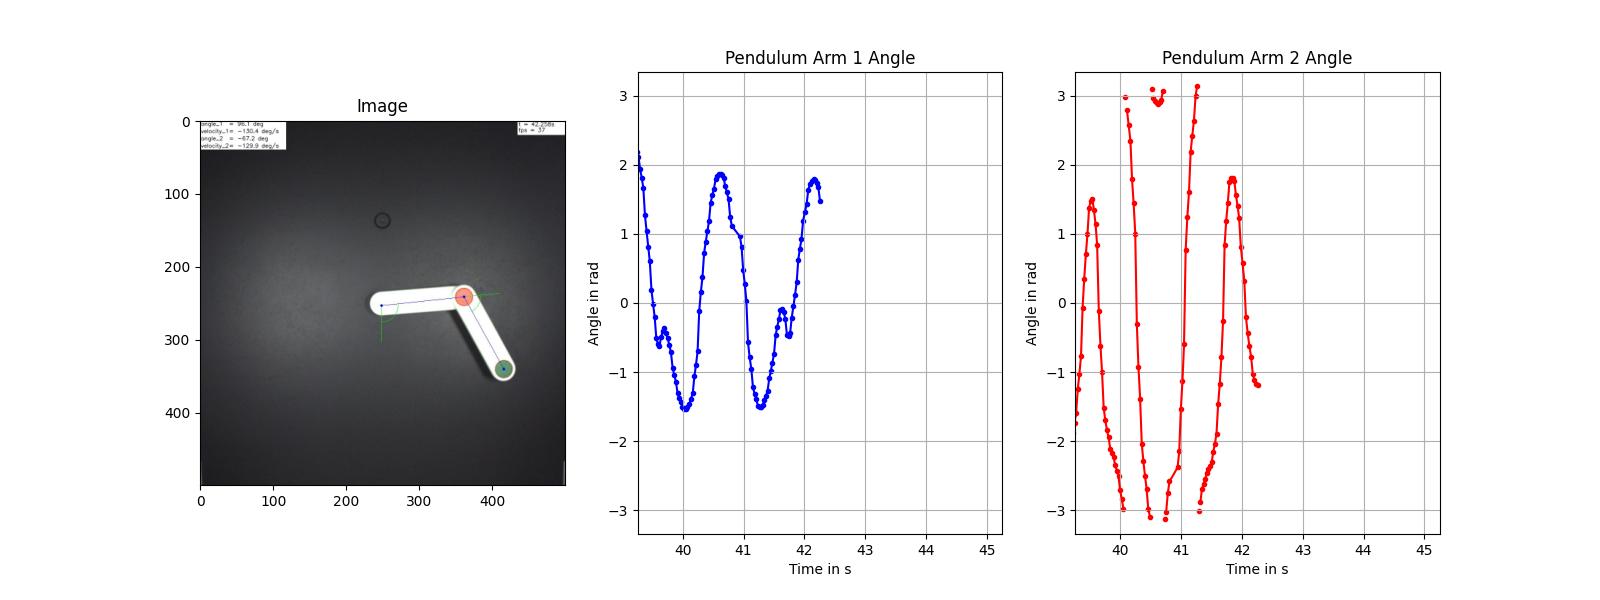 Image
angle_1 = 96.1 deg
velocity_1= -130.4 deg/s
angle_2 = -67.2 deg
velocity_2= -129.9 deg/s
t = 42.258s
fps = 37
0
100
200
300
400
0 100 200 300 400
Pendulum Arm 1 Angle
Angle in rad
3
2
1
0
−1
−2
−3
40 41 42 43 44 45
Time in s
Pendulum Arm 2 Angle
Angle in rad
3
2
1
0
−1
−2
−3
40 41 42 43 44 45
Time in s